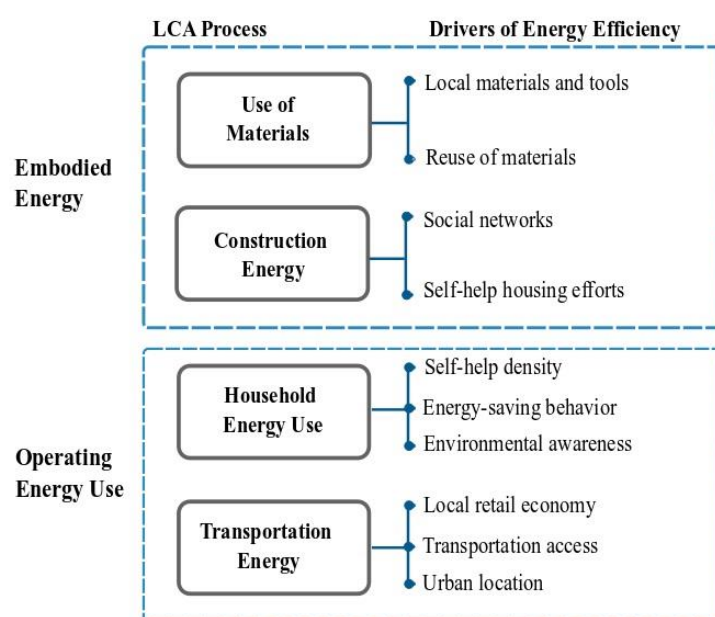 LCA Process
Drivers of Energy Efficiency
Embodied
Energy
Use of
Materials
Local materials and tools
Reuse of materials
Construction
Energy
Social networks
Self-help housing efforts
Operating
Energy Use
Household
Energy Use
Self-help density
Energy-saving behavior
Environmental awareness
Transportation
Energy
Local retail economy
Transportation access
Urban location